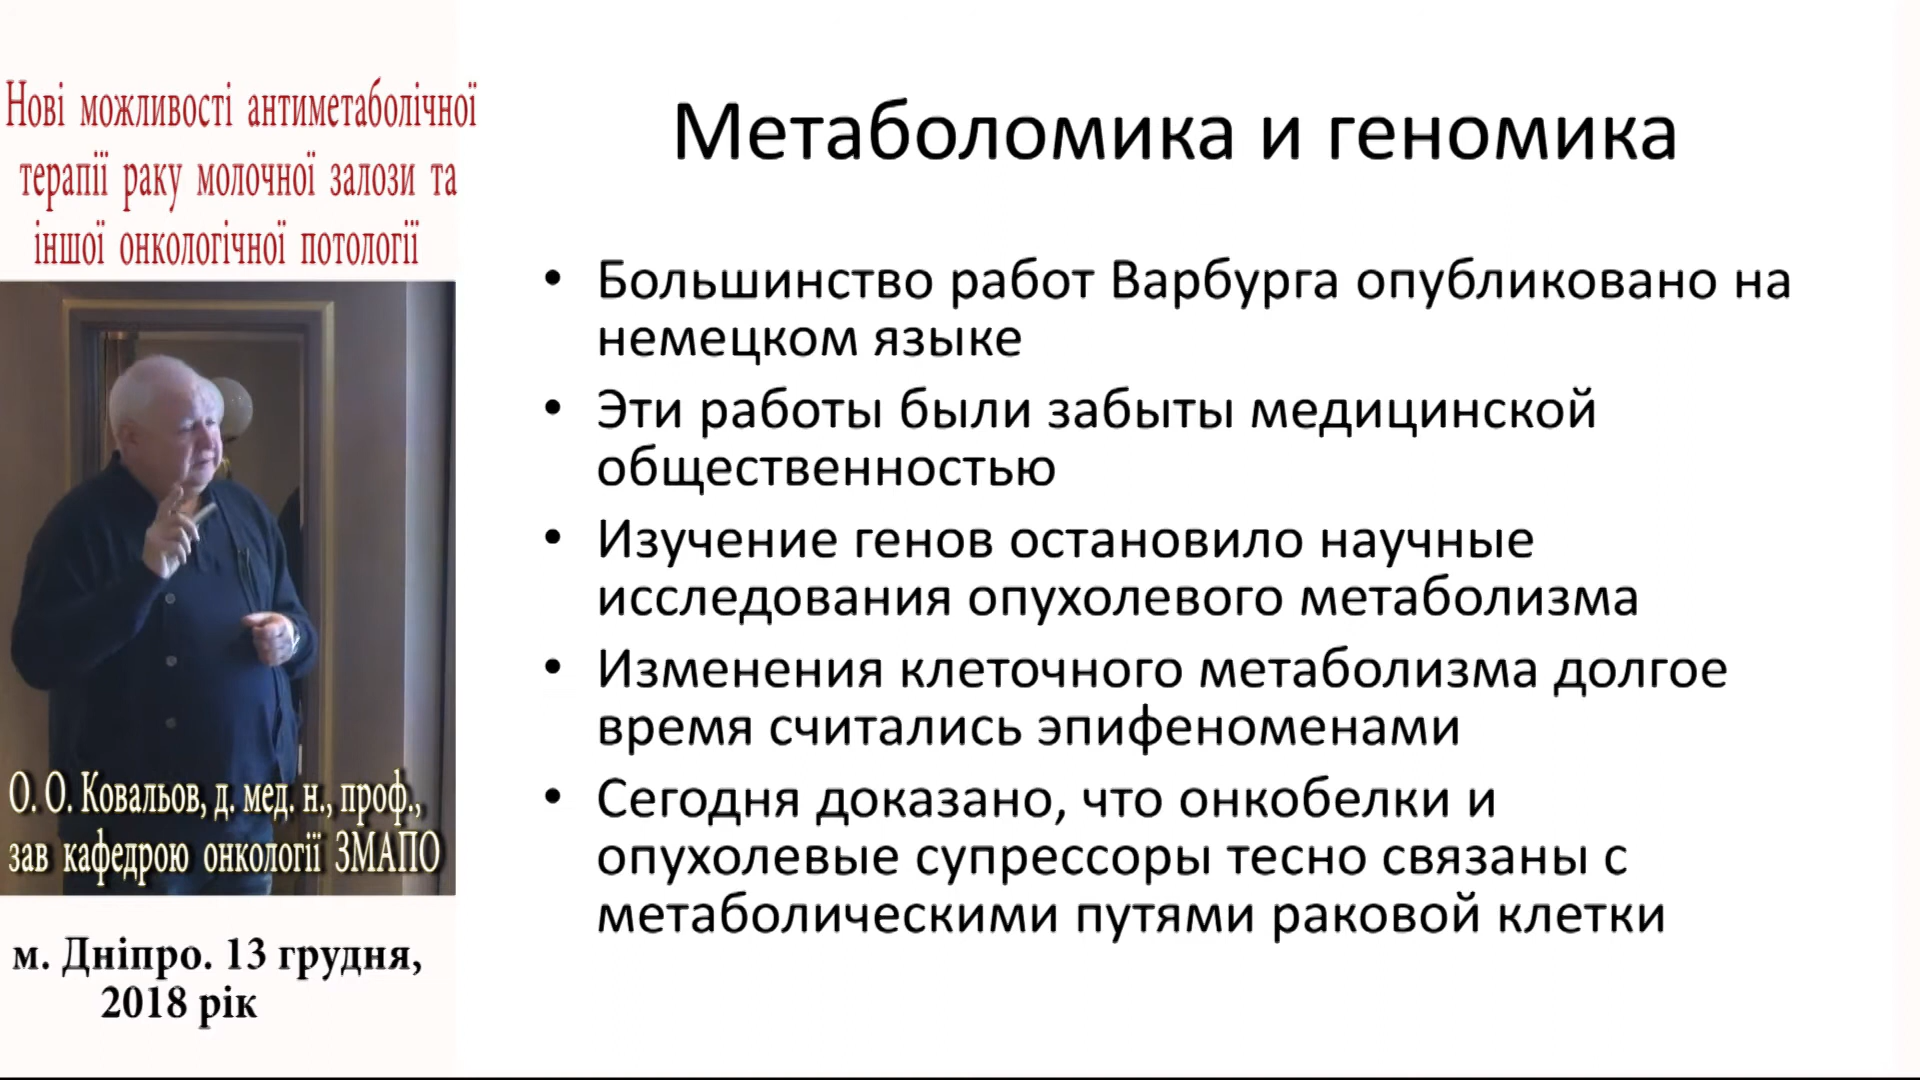 Нові можливості антиметаболічної
терапії раку молочної залози та
іншої онкологічної потології
О. О. Ковальов, д. мед. н., проф.,
зав кафедрою онкології ЗМАПО
м. Дніпро. 13 грудня,
2018 рік
Метаболомика и геномика
• Большинство работ Варбурга опубликовано на
немецком языке
• Эти работы были забыты медицинской
общественностью
• Изучение генов остановило научные
исследования опухолевого метаболизма
• Изменения клеточного метаболизма долгое
время считались эпифеноменами
• Сегодня доказано, что онкобелки и
опухолевые супрессоры тесно связаны с
метаболическими путями раковой клетки